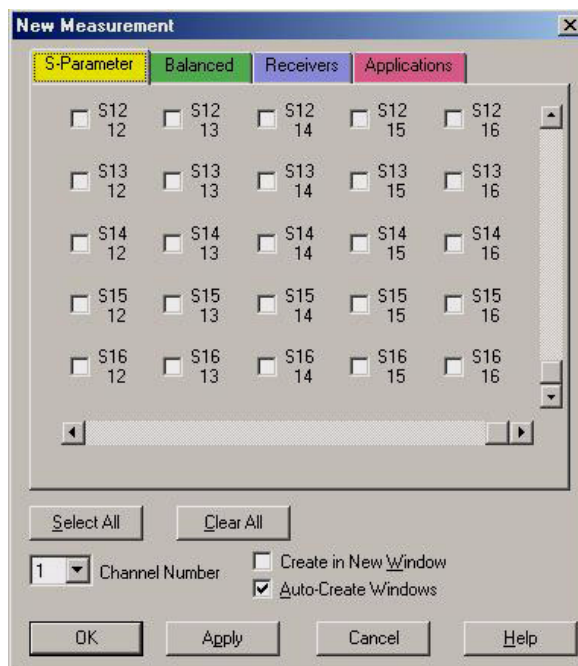 New Measurement
S-Parameter Balanced Receivers Applications
S12 S12 S12 S12 S12
12 13 14 15 16
S13 S13 S13 S13 S13
12 13 14 15 16
S14 S14 S14 S14 S14
12 13 14 15 16
S15 S15 S15 S15 S15
12 13 14 15 16
S16 S16 S16 S16 S16
12 13 14 15 16
Select All Clear All
1 Channel Number
Create in New Window
Auto-Create Windows
OK Apply Cancel Help